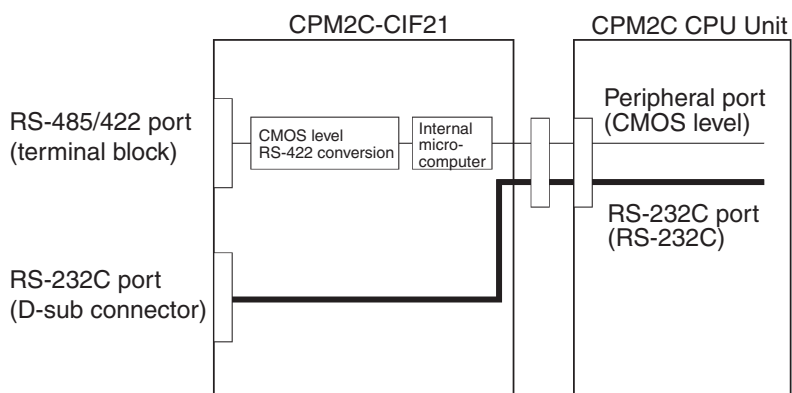 CPM2C-CIF21
CPM2C CPU Unit
RS-485/422 port
(terminal block)
CMOS level
RS-422 conversion
Internal
micro-
computer
Peripheral port
(CMOS level)
RS-232C port
(RS-232C)
RS-232C port
(D-sub connector)